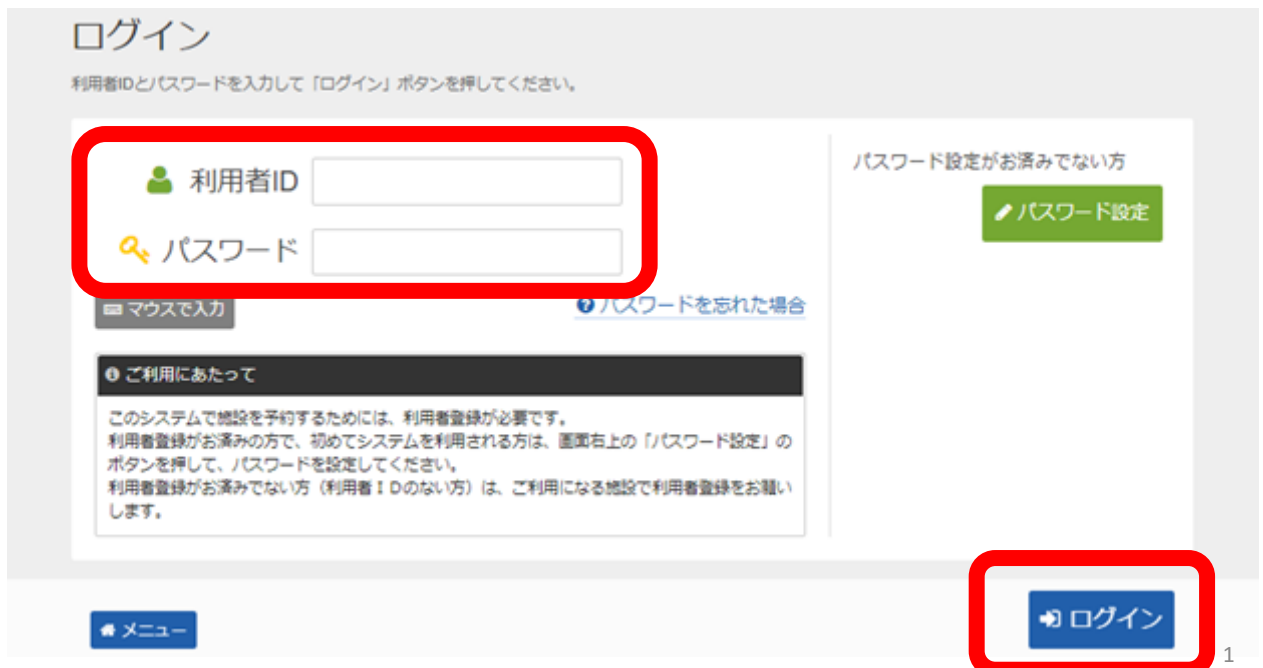 ログイン
利用者IDとパスワードを入力して「ログイン」ボタンを押してください。
利用者ID
パスワード
マウスで入力
パスワードを忘れた場合
パスワード設定がお済みでない方
パスワード設定
ご利用にあたって
このシステムで施設を予約するためには、利用者登録が必要です。
利用者登録がお済みの方で、初めてシステムを利用される方は、画面右上の「パスワード設定」の
ボタンを押して、パスワードを設定してください。
利用者登録がお済みでない方（利用者ＩＤのない方）は、ご利用になる施設で利用者登録をお願い
します。
メニュー
ログイン
1